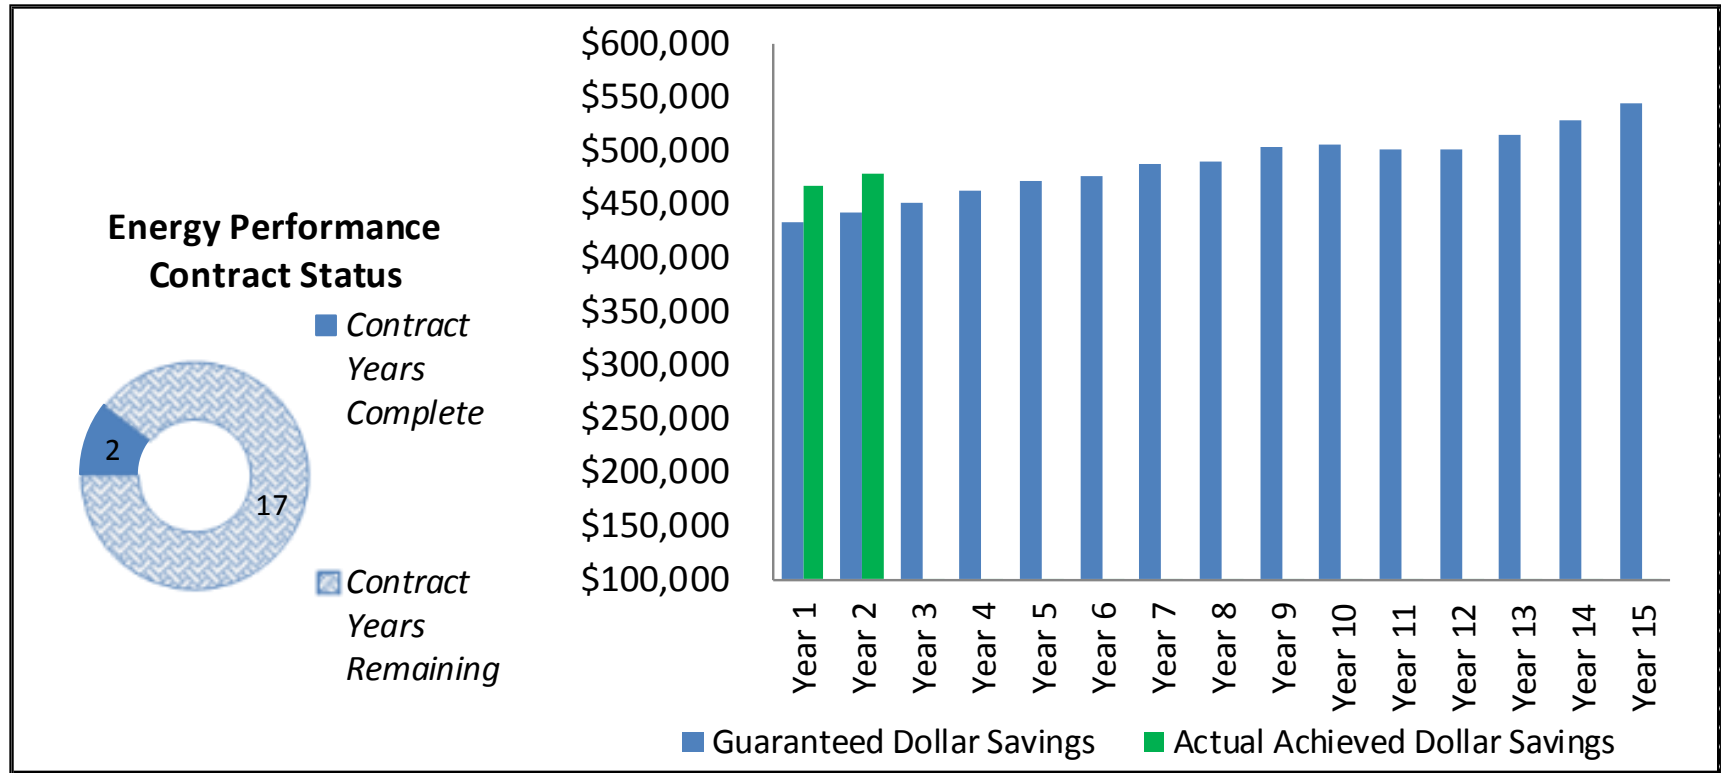 Energy Performance
Contract Status
Contract
Years
Complete
2
17
Contract
Years
Remaining
$600,000
$550,000
$500,000
$450,000
$400,000
$350,000
$300,000
$250,000
$200,000
$150,000
$100,000
Year 1
Year 2
Year 3
Year 4
Year 5
Year 6
Year 7
Year 8
Year 9
Year 10
Year 11
Year 12
Year 13
Year 14
Year 15
Guaranteed Dollar Savings
Actual Achieved Dollar Savings